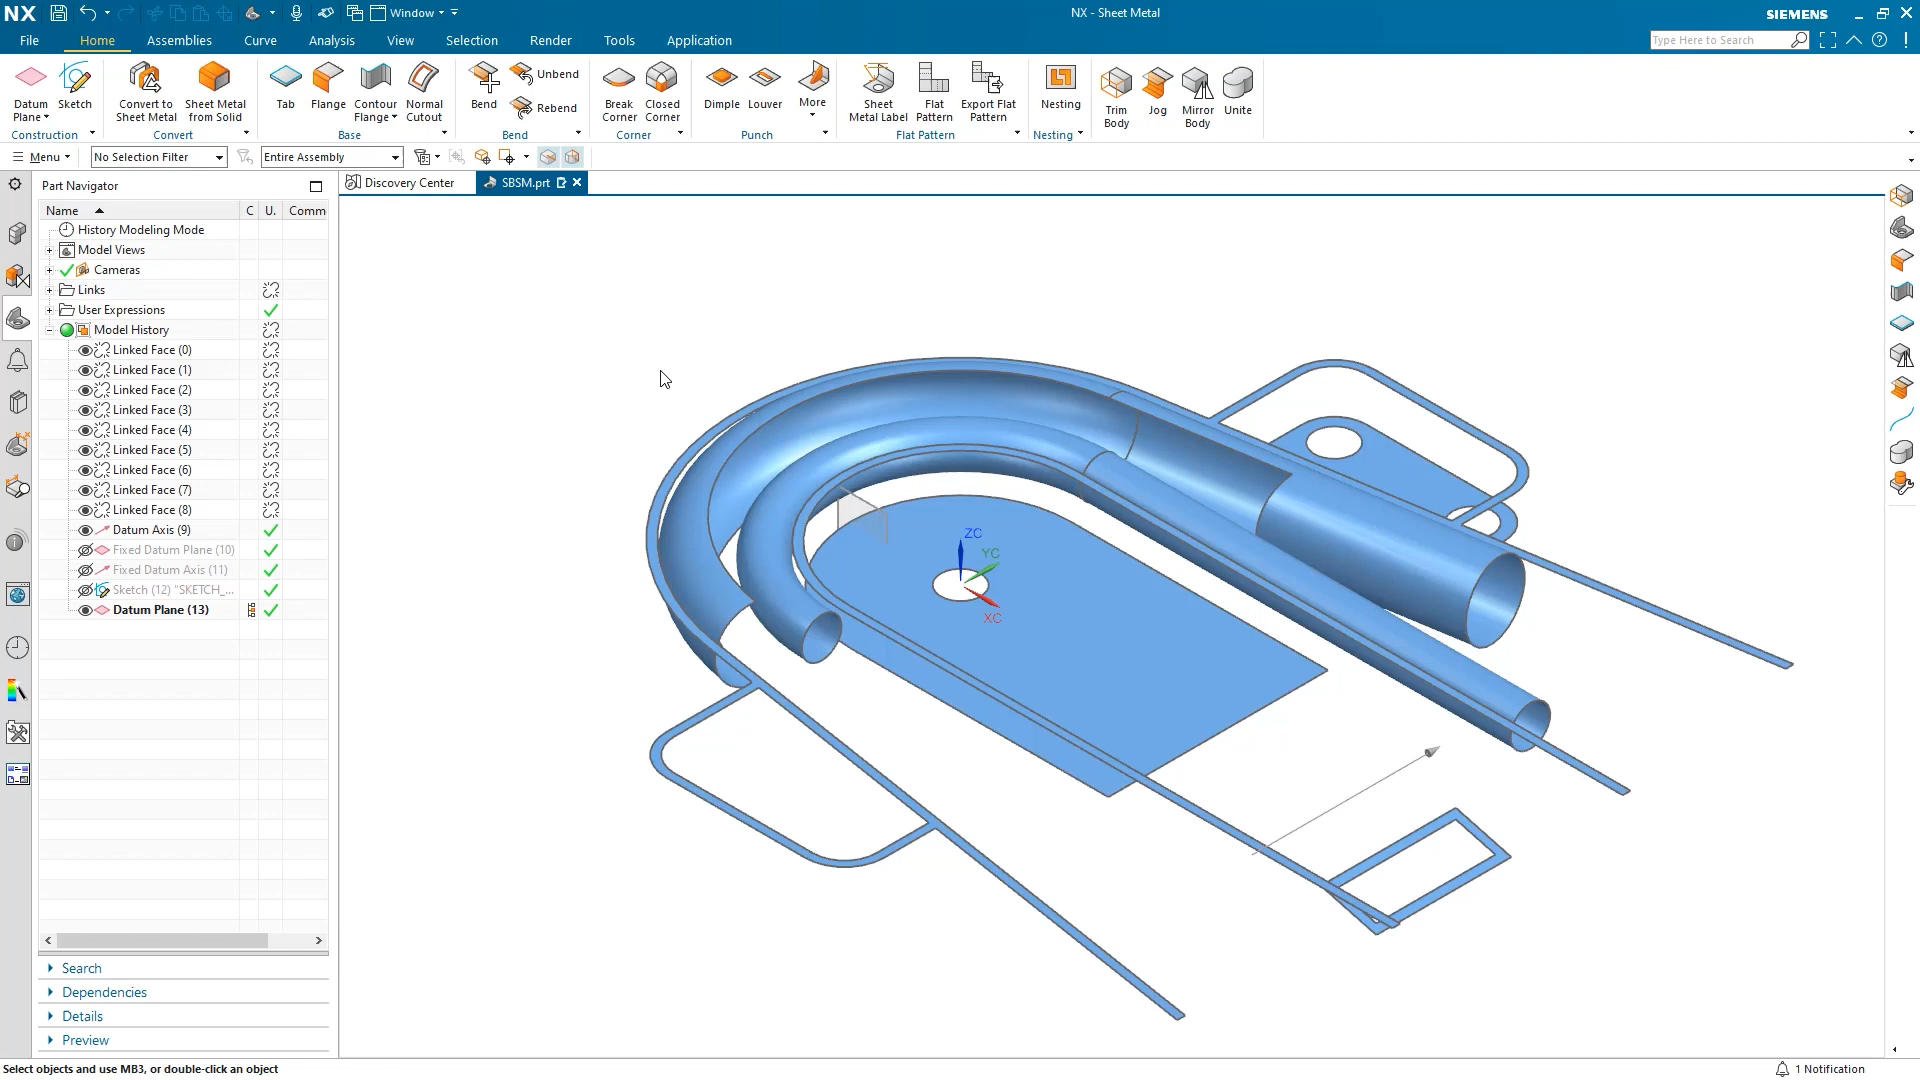 NX
Window
NX - Sheet Metal
SIEMENS
File Home Assemblies Curve Analysis View Selection Render Tools Application
Type Here to Search
Datum Plane
Sketch
Convert to Sheet Metal
Sheet Metal from Solid
Tab
Flange
Contour Flange
Normal Cutout
Bend
Unbend
Rebend
Break Corner
Closed Corner
Dimple
Louver
More
Sheet Metal Label
Flat Pattern
Export Flat Pattern
Nesting
Trim Body
Jog
Mirror Body
Unite
Construction Convert Base Bend Corner Punch Flat Pattern Nesting
Menu No Selection Filter Entire Assembly
Part Navigator
Discovery Center
SBSM.prt
Name C U. Comm
History Modeling Mode
Model Views
Cameras
Links
User Expressions
Model History
Linked Face (0)
Linked Face (1)
Linked Face (2)
Linked Face (3)
Linked Face (4)
Linked Face (5)
Linked Face (6)
Linked Face (7)
Linked Face (8)
Datum Axis (9)
Fixed Datum Plane (10)
Fixed Datum Axis (11)
Sketch (12) "SKETCH_...
Datum Plane (13)
ZC
YC
XC
Search
Dependencies
Details
Preview
Select objects and use MB3, or double-click an object
1 Notification